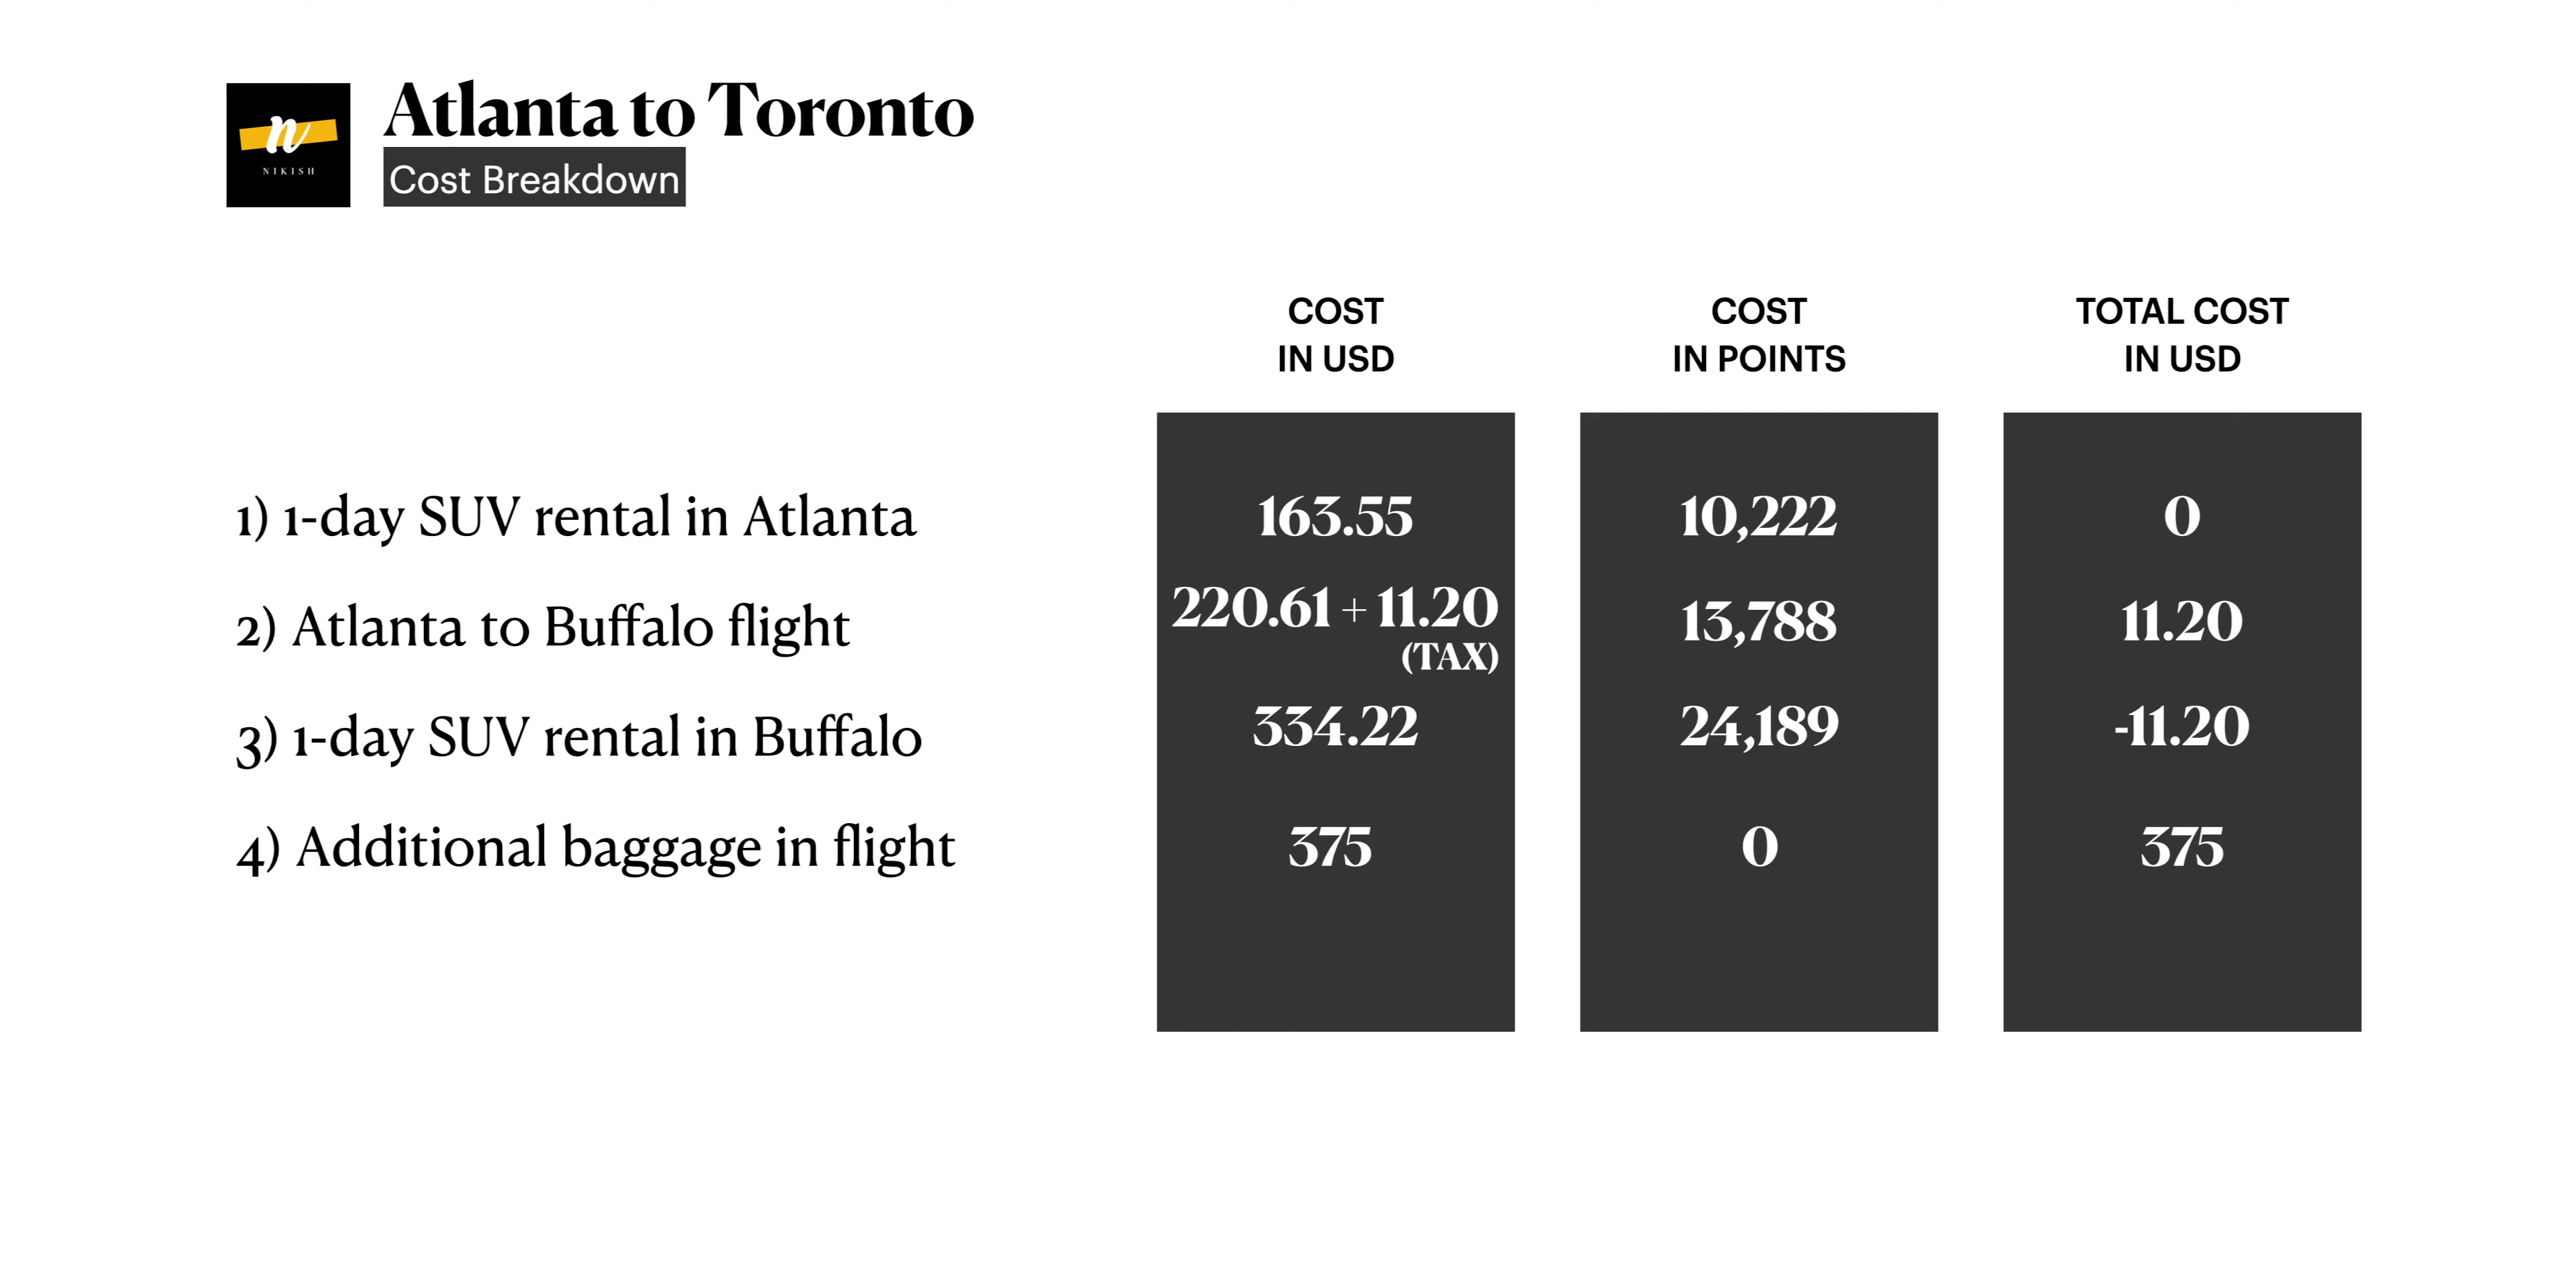 n
NIKISH
Atlanta to Toronto
Cost Breakdown
COST
IN USD
COST
IN POINTS
TOTAL COST
IN USD
1) 1-day SUV rental in Atlanta 163.55 10,222 0
2) Atlanta to Buffalo flight 220.61 + 11.20 13,788 11.20
(TAX)
3) 1-day SUV rental in Buffalo 334.22 24,189 -11.20
4) Additional baggage in flight 375 0 375